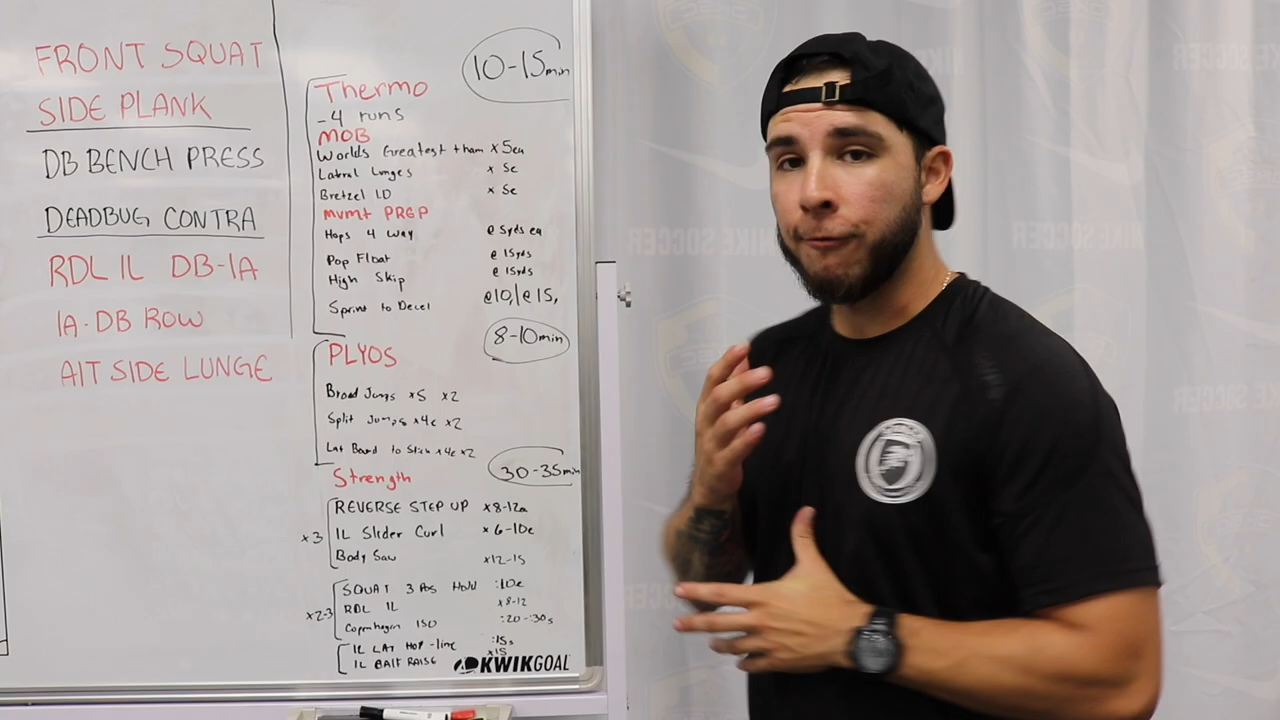 FRONT SQUAT
SIDE PLANK
DB BENCH PRESS
DEADBUG CONTRA
RDL 1L DB-1A
1A-DB ROW
ALT SIDE LUNGE
10-15min
Thermo
-4 runs
MOB
Worlds Greatest + ham x 5ea
Lateral Lunges x 5e
Bretzel LD x 5e
Mvmt PREP
Hops 4 Way @ 5yds ea
Pop Float @ 15yds
High Skip @ 15yds
Sprint to Decel @10,/@15,
8-10min
PLYOS
Broad Jumps x5 x2
Split Jumps x4e x2
Lat Bound to Stick x4e x2
30-35min
Strength
x3
REVERSE STEP UP x8-12e
1L Slider Curl x 6-10e
Body Saw x12-15
x2-3
SQUAT 3 Pos Hold :10e
RDL 1L x8-12
Copenhagen ISO :20-:30s
1L LAT HOP -line :15s
1L CALF RAISE x15
KWIKGOAL
NIKE SOCCER